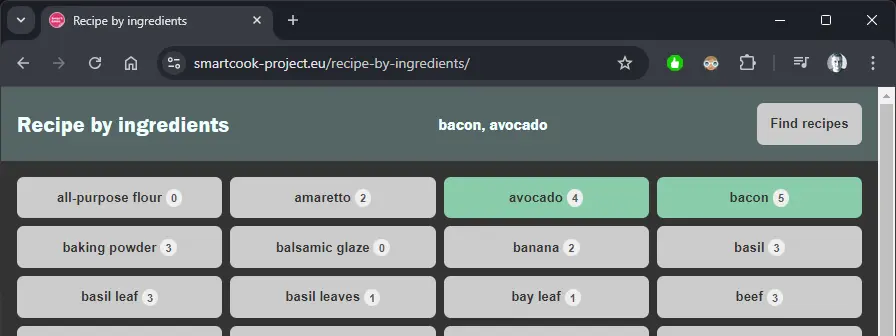 Recipe by ingredients
smartcook-project.eu/recipe-by-ingredients/
Recipe by ingredients
bacon, avocado
Find recipes
all-purpose flour 0
amaretto 2
avocado 4
bacon 5
baking powder 3
balsamic glaze 0
banana 2
basil 3
basil leaf 3
basil leaves 1
bay leaf 1
beef 3